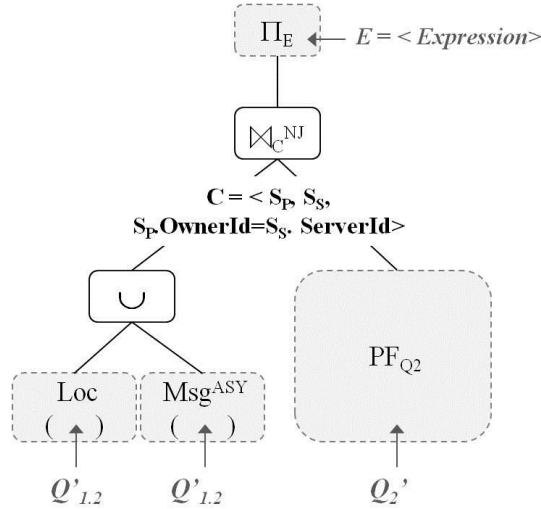 Π_E E = < Expression>
⋈_C^NJ
C = < S_P, S_S,
S_P.OwnerId=S_S. ServerId>
∪
Loc Msg^ASY PF_Q2
( ) ( )
Q'_1.2 Q'_1.2 Q_2'